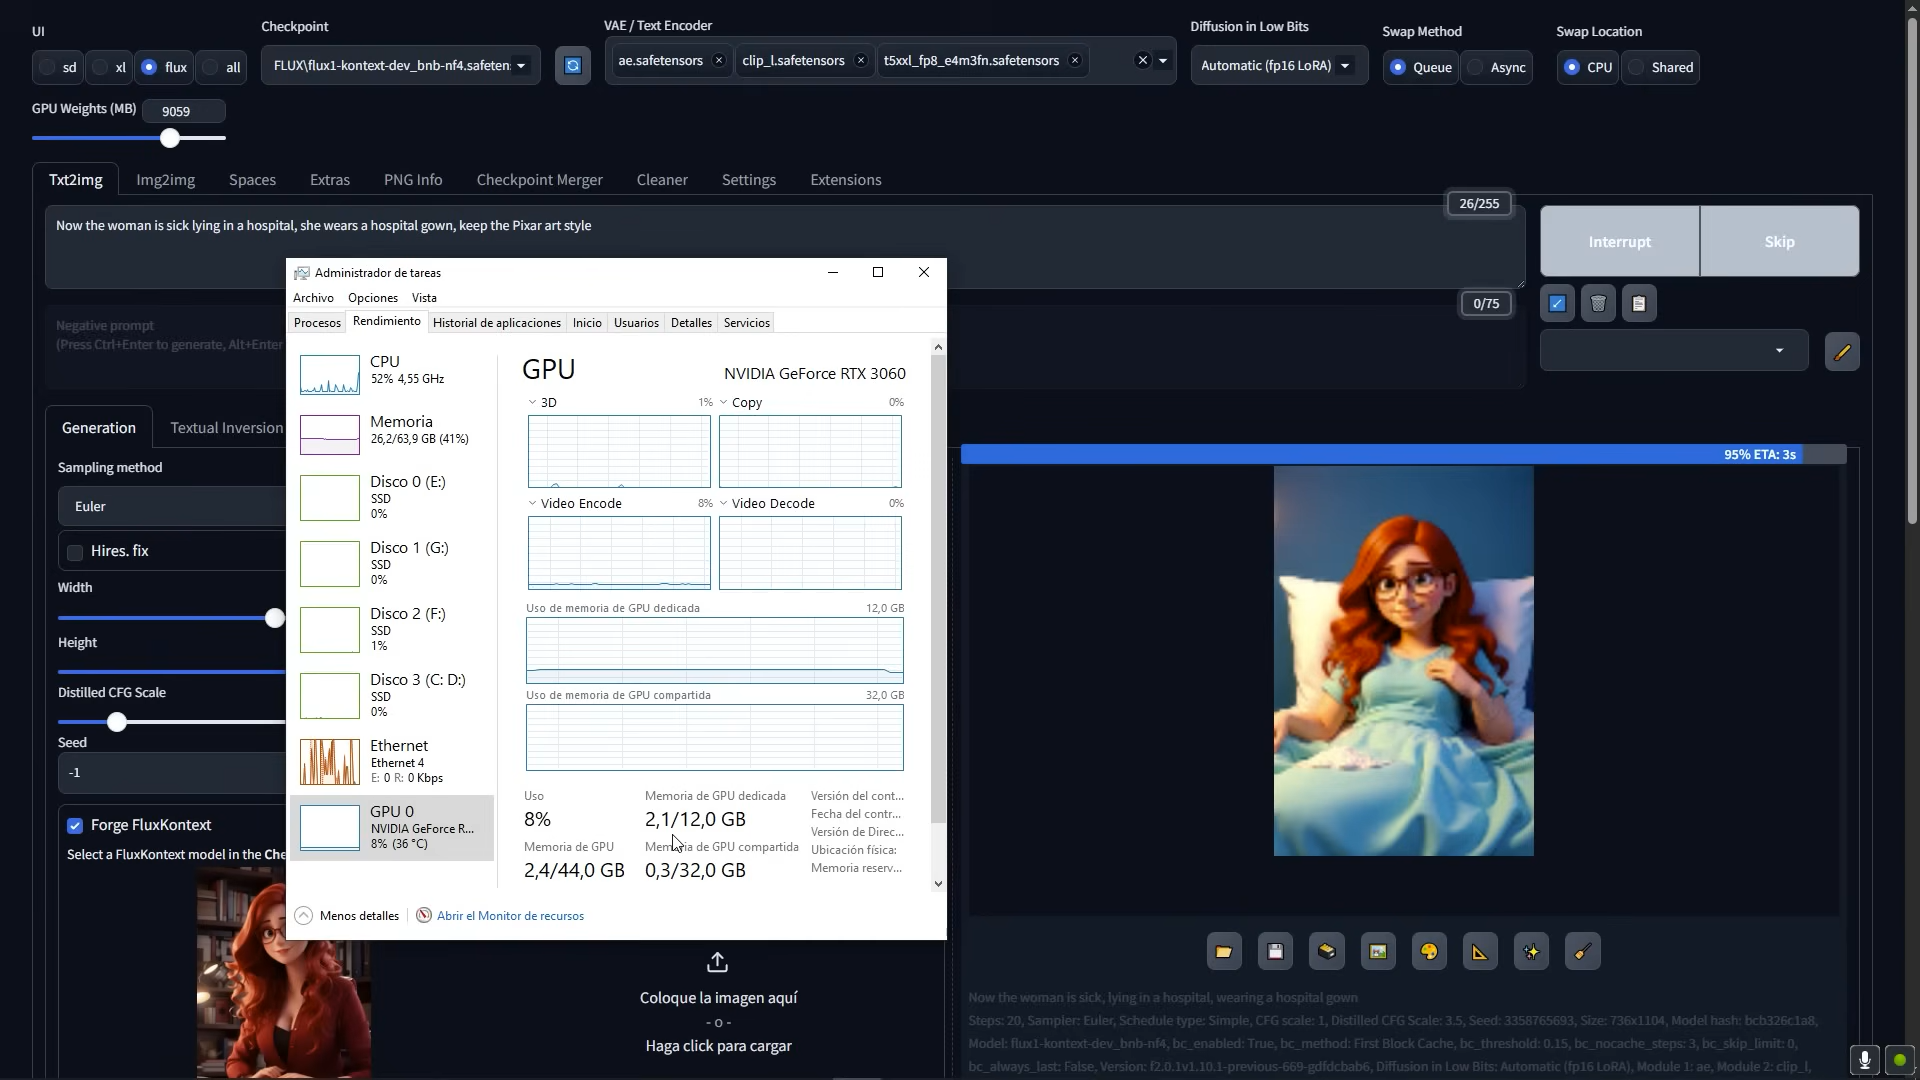 UI
Checkpoint
VAE / Text Encoder
Diffusion in Low Bits
Swap Method
Swap Location
sd
xl
flux
all
FLUX\flux1-kontext-dev_bnb-nf4.safeten
ae.safetensors
clip_l.safetensors
t5xxl_fp8_e4m3fn.safetensors
Automatic (fp16 LoRA)
Queue
Async
CPU
Shared
GPU Weights (MB)
9059
Txt2img
Img2img
Spaces
Extras
PNG Info
Checkpoint Merger
Cleaner
Settings
Extensions
26/255
Now the woman is sick lying in a hospital, she wears a hospital gown, keep the Pixar art style
Interrupt
Skip
0/75
Negative prompt
(Press Ctrl+Enter to generate, Alt+Enter
Generation
Textual Inversion
Sampling method
Euler
Hires. fix
Width
Height
Distilled CFG Scale
Seed
-1
Forge FluxKontext
Select a FluxKontext model in the Che
Administrador de tareas
Archivo
Opciones
Vista
Procesos
Rendimiento
Historial de aplicaciones
Inicio
Usuarios
Detalles
Servicios
CPU
52% 4,55 GHz
Memoria
26,2/63,9 GB (41%)
Disco 0 (E:)
SSD
0%
Disco 1 (G:)
SSD
0%
Disco 2 (F:)
SSD
1%
Disco 3 (C: D:)
SSD
0%
Ethernet
Ethernet 4
E: 0 R: 0 Kbps
GPU 0
NVIDIA GeForce R...
8% (36 °C)
GPU
NVIDIA GeForce RTX 3060
3D
1%
Copy
0%
Video Encode
8%
Video Decode
0%
Uso de memoria de GPU dedicada
12,0 GB
Uso de memoria de GPU compartida
32,0 GB
Uso
8%
Memoria de GPU dedicada
2,1/12,0 GB
Memoria de GPU
2,4/44,0 GB
Memoria de GPU compartida
0,3/32,0 GB
Versión del cont...
Fecha del contr...
Versión de Direc...
Ubicación física:
Memoria reserv...
Menos detalles
Abrir el Monitor de recursos
Coloque la imagen aquí
- o -
Haga click para cargar
95% ETA: 3s
Now the woman is sick, lying in a hospital, wearing a hospital gown
Steps: 20, Sampler: Euler, Schedule type: Simple, CFG scale: 1, Distilled CFG Scale: 3.5, Seed: 3358765693, Size: 736x1104, Model hash: bcb326c1a8,
Model: flux1-kontext-dev_bnb-nf4, bc_enabled: True, bc_method: First Block Cache, bc_threshold: 0.15, bc_nocache_steps: 3, bc_skip_limit: 0,
bc_always_last: False, Version: f2.0.1v1.10.1-previous-669-gdfdcbab6, Diffusion in Low Bits: Automatic (fp16 LoRA), Module 1: ae, Module 2: clip_l,